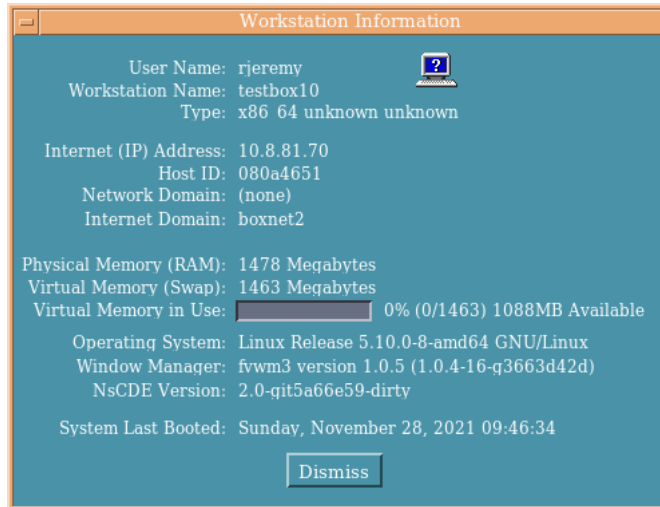 Workstation Information
?
User Name: rjeremy
Workstation Name: testbox10
Type: x86 64 unknown unknown
Internet (IP) Address: 10.8.81.70
Host ID: 080a4651
Network Domain: (none)
Internet Domain: boxnet2
Physical Memory (RAM): 1478 Megabytes
Virtual Memory (Swap): 1463 Megabytes
Virtual Memory in Use: 0% (0/1463) 1088MB Available
Operating System: Linux Release 5.10.0-8-amd64 GNU/Linux
Window Manager: fvwm3 version 1.0.5 (1.0.4-16-g3663d42d)
NsCDE Version: 2.0-git5a66e59-dirty
System Last Booted: Sunday, November 28, 2021 09:46:34
Dismiss